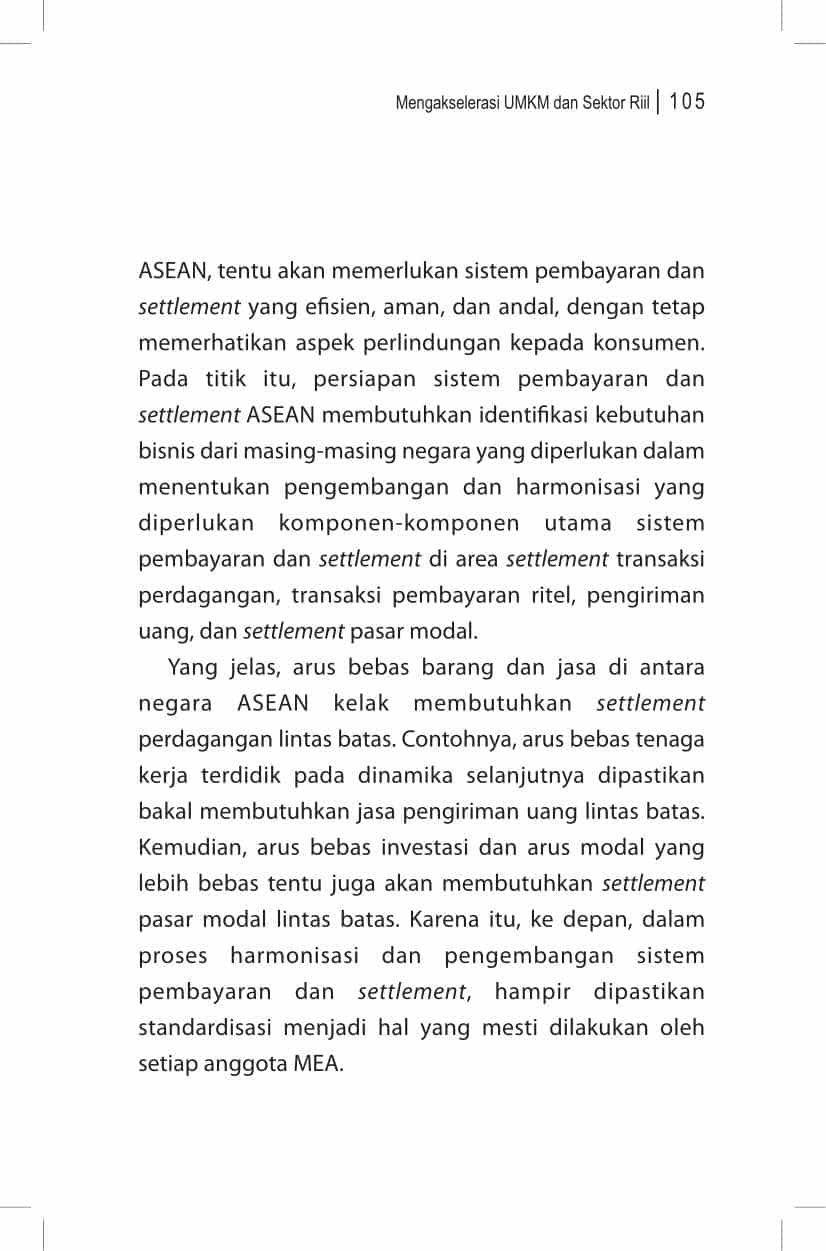 Mengakselerasi UMKM dan Sektor Riil | 105
ASEAN, tentu akan memerlukan sistem pembayaran dan
settlement yang efisien, aman, dan andal, dengan tetap
memerhatikan aspek perlindungan kepada konsumen.
Pada titik itu, persiapan sistem pembayaran dan
settlement ASEAN membutuhkan identifikasi kebutuhan
bisnis dari masing-masing negara yang diperlukan dalam
menentukan pengembangan dan harmonisasi yang
diperlukan komponen-komponen utama sistem
pembayaran dan settlement di area settlement transaksi
perdagangan, transaksi pembayaran ritel, pengiriman
uang, dan settlement pasar modal.
Yang jelas, arus bebas barang dan jasa di antara
negara ASEAN kelak membutuhkan settlement
perdagangan lintas batas. Contohnya, arus bebas tenaga
kerja terdidik pada dinamika selanjutnya dipastikan
bakal membutuhkan jasa pengiriman uang lintas batas.
Kemudian, arus bebas investasi dan arus modal yang
lebih bebas tentu juga akan membutuhkan settlement
pasar modal lintas batas. Karena itu, ke depan, dalam
proses harmonisasi dan pengembangan sistem
pembayaran dan settlement, hampir dipastikan
standardisasi menjadi hal yang mesti dilakukan oleh
setiap anggota MEA.